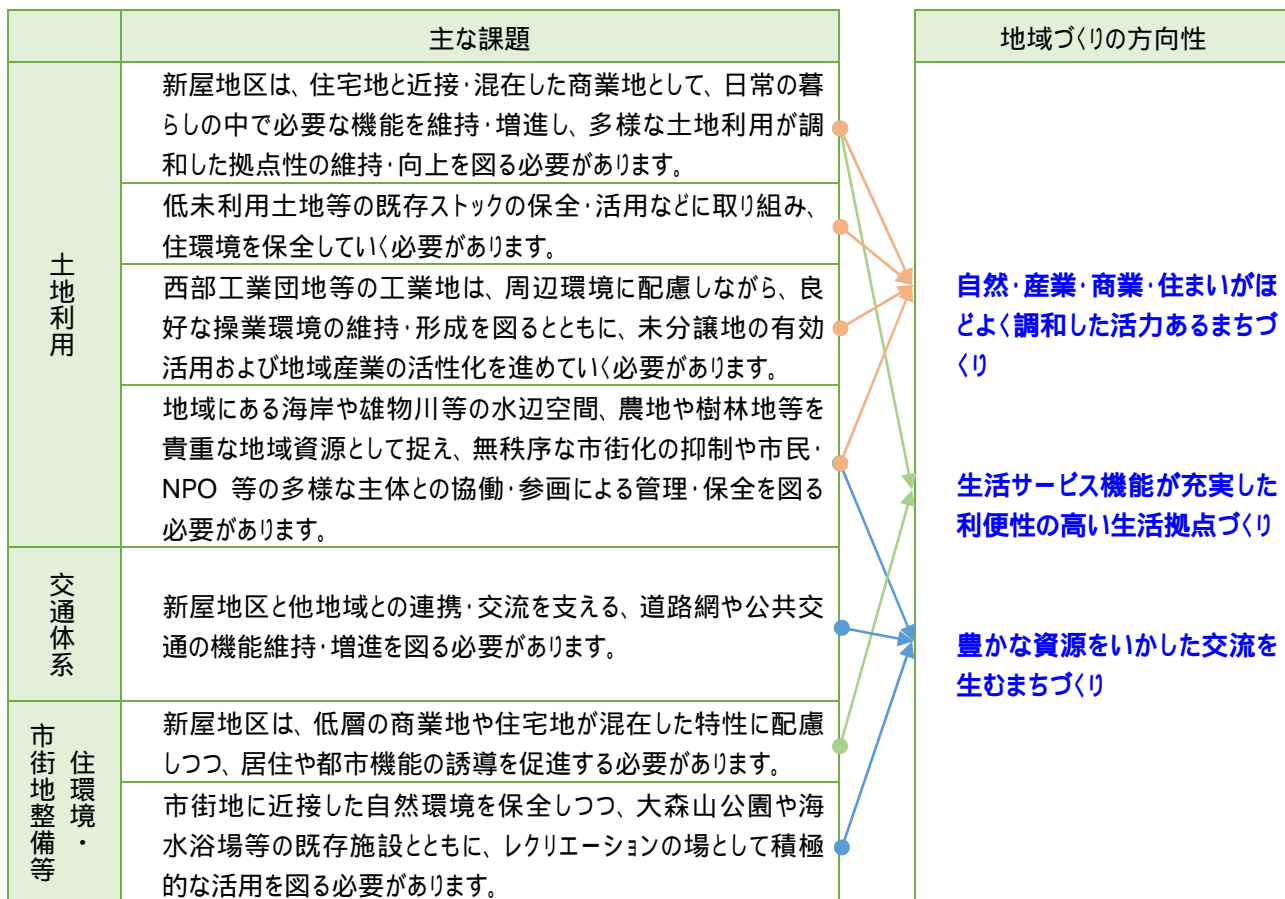 主な課題
地域づくりの方向性
土地利用
新屋地区は、住宅地と近接・混在した商業地として、日常の暮
らしの中で必要な機能を維持・増進し、多様な土地利用が調
和した拠点性の維持・向上を図る必要があります。
低未利用土地等の既存ストックの保全・活用などに取り組み、
住環境を保全していく必要があります。
西部工業団地等の工業地は、周辺環境に配慮しながら、良
好な操業環境の維持・形成を図るとともに、未分譲地の有効
活用および地域産業の活性化を進めていく必要があります。
地域にある海岸や雄物川等の水辺空間、農地や樹林地等を
貴重な地域資源として捉え、無秩序な市街化の抑制や市民・
NPO 等の多様な主体との協働・参画による管理・保全を図る
必要があります。
交通体系
新屋地区と他地域との連携・交流を支える、道路網や公共交
通の機能維持・増進を図る必要があります。
住環境・
市街地整備等
新屋地区は、低層の商業地や住宅地が混在した特性に配慮
しつつ、居住や都市機能の誘導を促進する必要があります。
市街地に近接した自然環境を保全しつつ、大森山公園や海
水浴場等の既存施設とともに、レクリエーションの場として積極
的な活用を図る必要があります。
自然・産業・商業・住まいがほ
どよく調和した活力あるまちづ
くり
生活サービス機能が充実した
利便性の高い生活拠点づくり
豊かな資源をいかした交流を
生むまちづくり